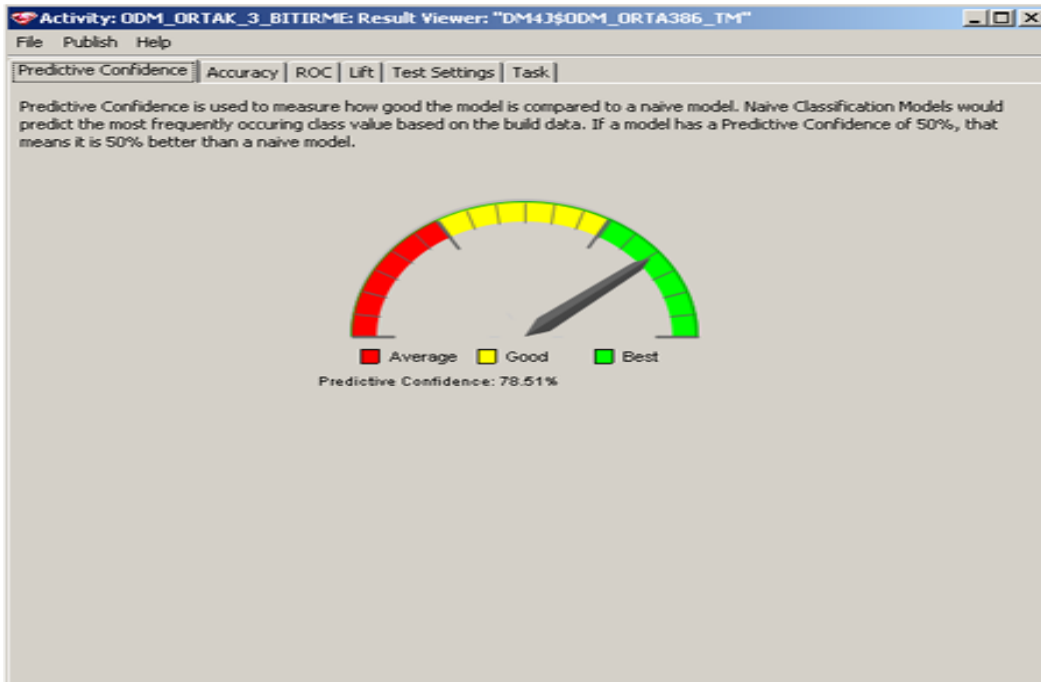 Activity: ODM_ORTAK_3_BITIRME: Result Viewer: "DM4J$ODM_ORTA386_TM"
File Publish Help
Predictive Confidence Accuracy ROC Lift Test Settings Task
Predictive Confidence is used to measure how good the model is compared to a naive model. Naive Classification Models would
predict the most frequently occuring class value based on the build data. If a model has a Predictive Confidence of 50%, that
means it is 50% better than a naive model.
Average Good Best
Predictive Confidence: 78.51%